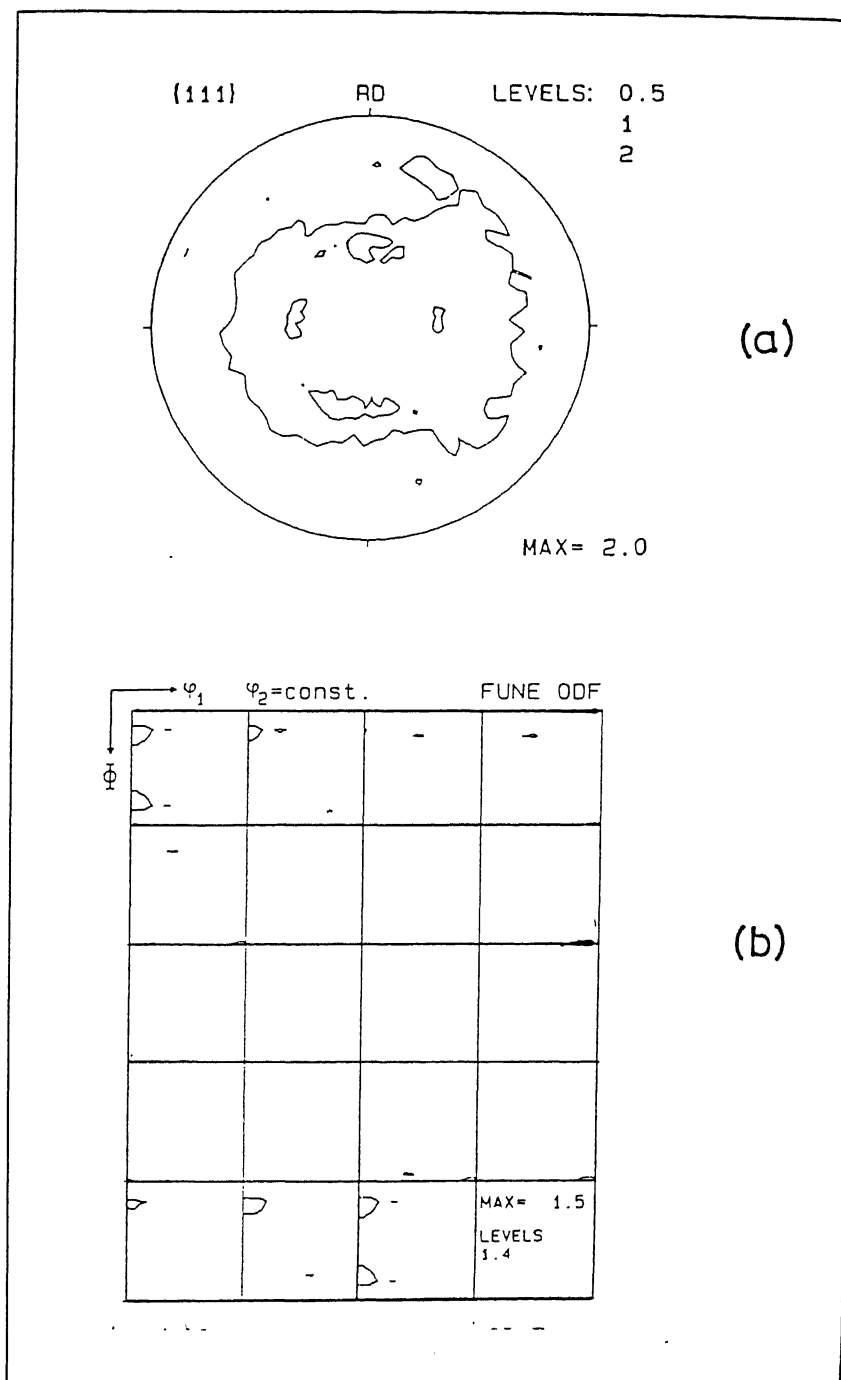 {111} RD LEVELS: 0.5
1
2
(a)
MAX= 2.0
φ₁ φ₂=const. FUNE ODF
Φ
(b)
MAX= 1.5
LEVELS
1.4